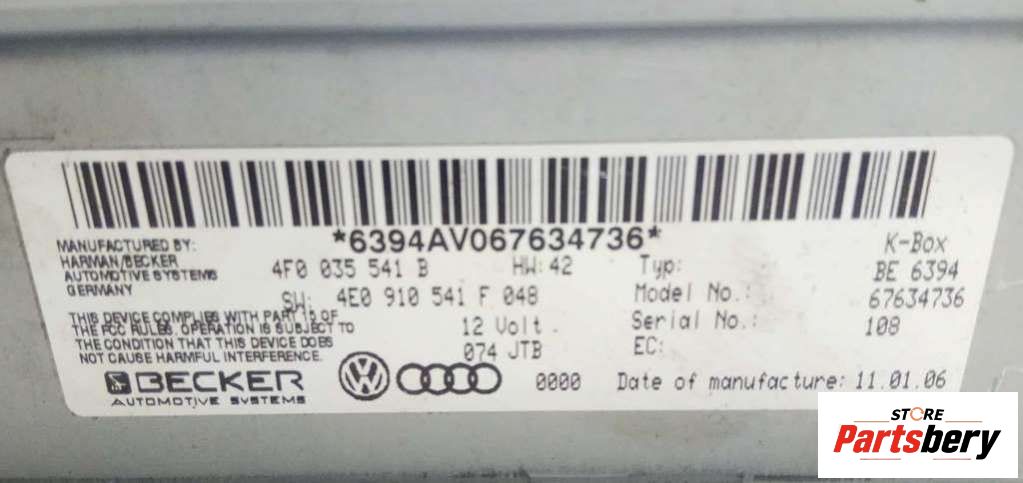 *6394AV067634736*
MANUFACTURED BY:
HARMAN/BECKER
AUTOMOTIVE SYSTEMS
GERMANY
4F0 035 541 B HW: 42
SW: 4E0 910 541 F 048
THIS DEVICE COMPLIES WITH PART 15 OF
THE FCC RULES. OPERATION IS SUBJECT TO
THE CONDITION THAT THIS DEVICE DOES
NOT CAUSE HARMFUL INTERFERENCE.
12 Volt
074 JTB
Typ: K-Box
BE 6394
Model No.: 67634736
Serial No.: 108
EC:
BECKER
AUTOMOTIVE SYSTEMS
0000 Date of manufacture: 11.01.06
STORE
Partsbery